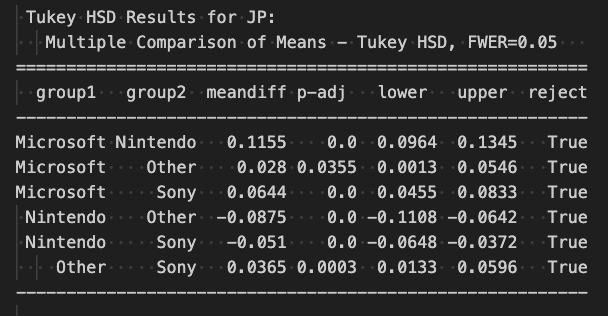 Tukey HSD Results for JP:
Multiple Comparison of Means - Tukey HSD, FWER=0.05
==========================================================
group1 group2 meandiff p-adj lower upper reject
----------------------------------------------------------
Microsoft Nintendo 0.1155 0.0 0.0964 0.1345 True
Microsoft Other 0.028 0.0355 0.0013 0.0546 True
Microsoft Sony 0.0644 0.0 0.0455 0.0833 True
Nintendo Other -0.0875 0.0 -0.1108 -0.0642 True
Nintendo Sony -0.051 0.0 -0.0648 -0.0372 True
Other Sony 0.0365 0.0003 0.0133 0.0596 True
----------------------------------------------------------